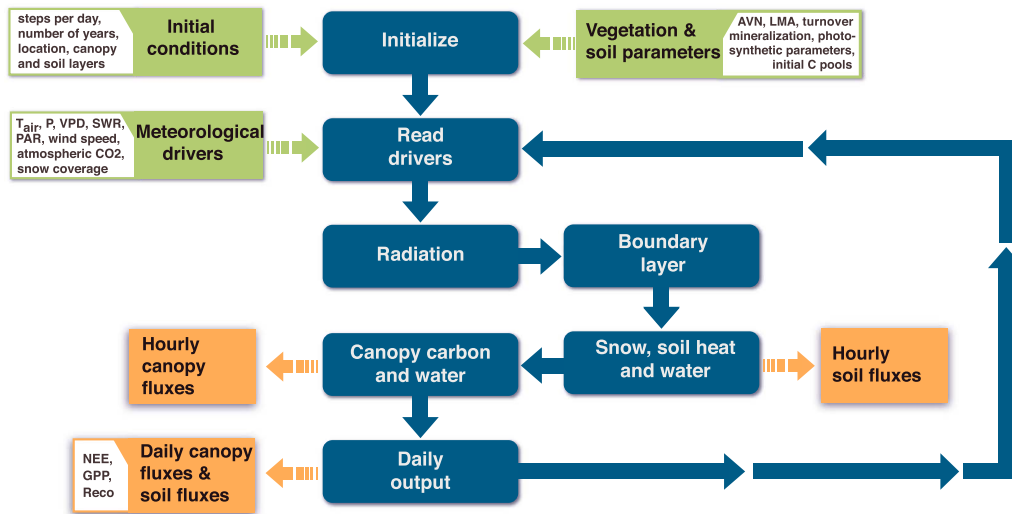 steps per day,
number of years,
location, canopy
and soil layers
Initial
conditions
Initialize
Vegetation &
soil parameters
AVN, LMA, turnover
mineralization, photo-
synthetic parameters,
initial C pools
Tair, P, VPD, SWR,
PAR, wind speed,
atmospheric CO2,
snow coverage
Meteorological
drivers
Read
drivers
Radiation
Boundary
layer
Hourly
canopy
fluxes
Canopy carbon
and water
Snow, soil heat
and water
Hourly
soil fluxes
NEE,
GPP,
Reco
Daily canopy
fluxes &
soil fluxes
Daily
output